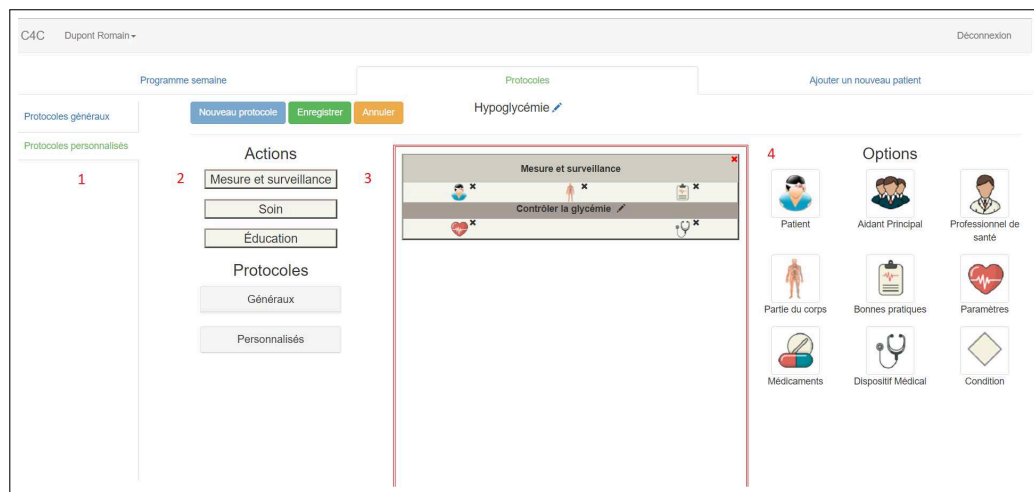 C4C Dupont Romain Déconnexion
Programme semaine Protocoles Ajouter un nouveau patient
Protocoles généraux
Protocoles personnalisés
1
Nouveau protocole Enregistrer Annuler Hypoglycémie
2
Actions
Mesure et surveillance
Soin
Éducation
Protocoles
Généraux
Personnalisés
3
Mesure et surveillance
Contrôler la glycémie
4
Options
Patient Aidant Principal Professionnel de
santé
Partie du corps Bonnes pratiques Paramètres
Médicaments Dispositif Médical Condition